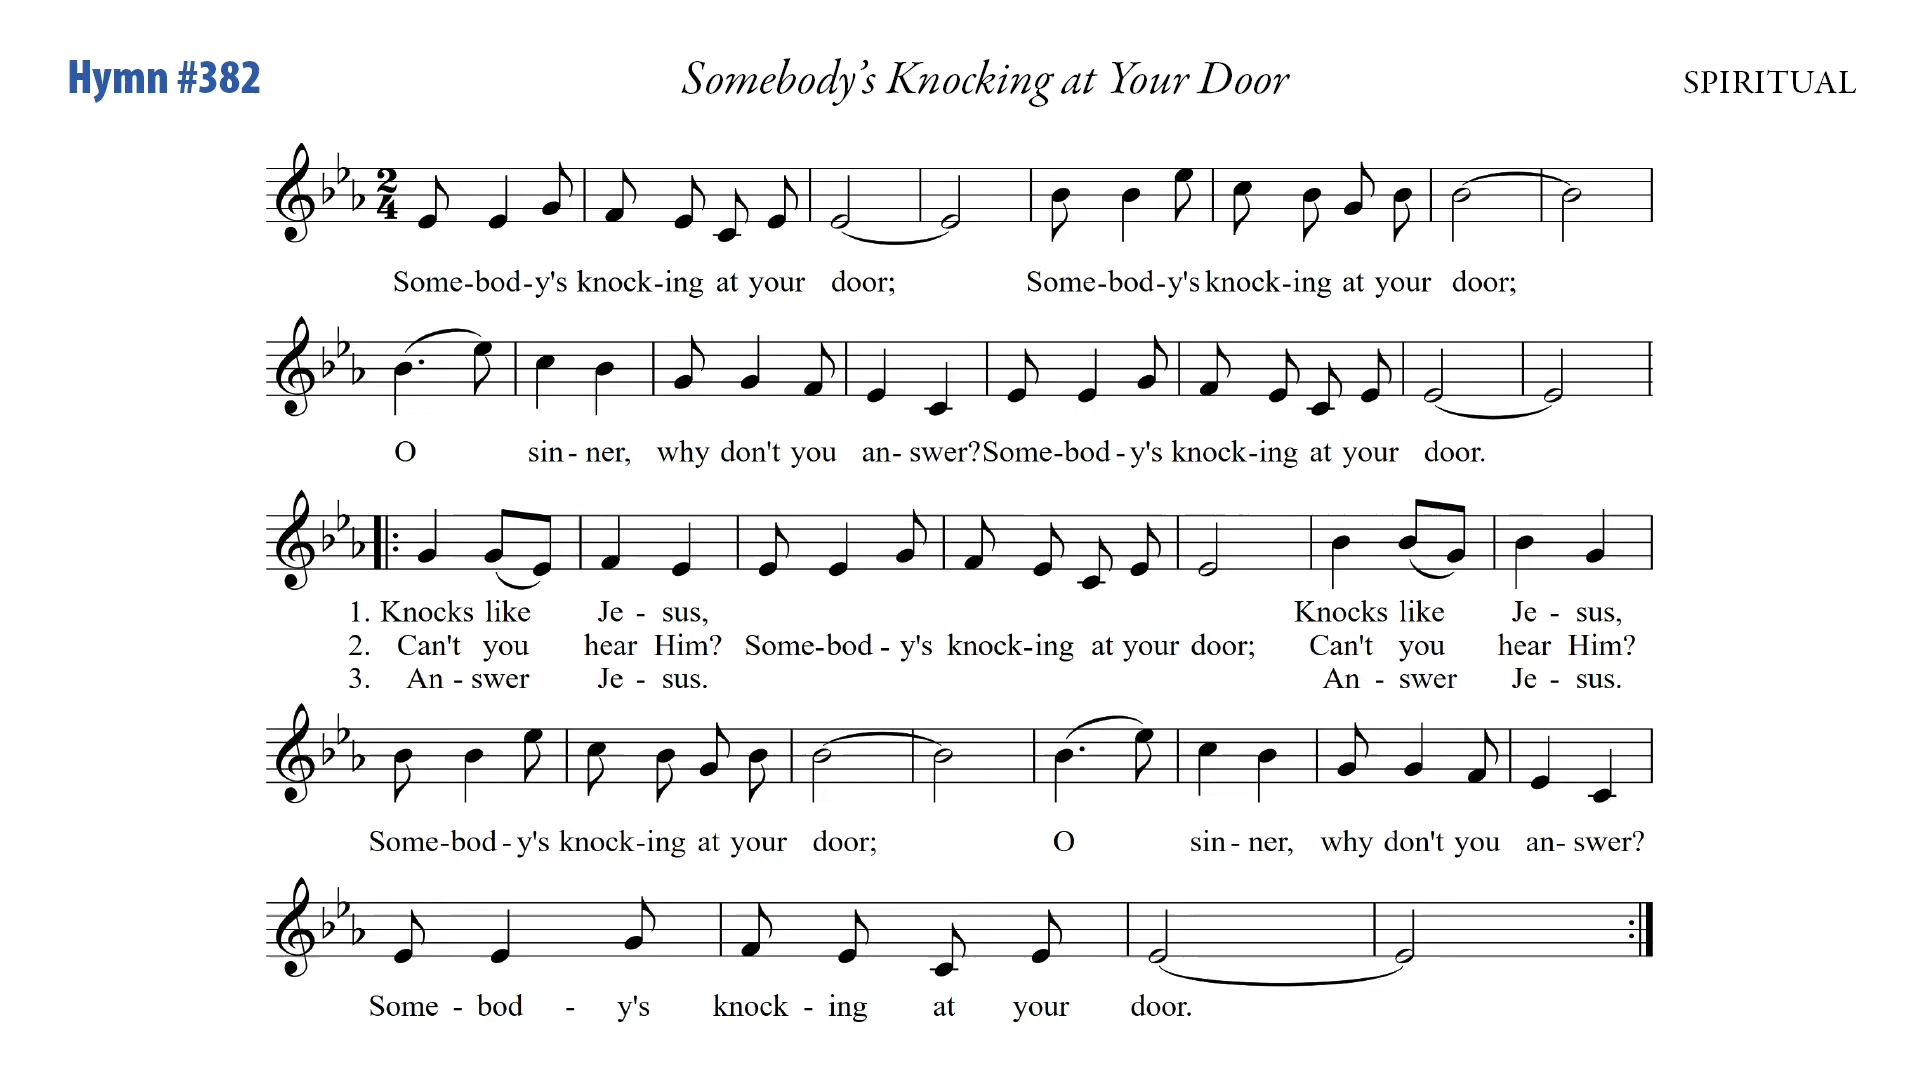 Hymn #382 Somebody's Knocking at Your Door SPIRITUAL
2
4
Some-bod-y's knock-ing at your door; Some-bod-y's knock-ing at your door;
O sin-ner, why don't you an-swer? Some-bod-y's knock-ing at your door.
1. Knocks like Je - sus, Knocks like Je - sus,
2. Can't you hear Him? Some-bod-y's knock-ing at your door; Can't you hear Him?
3. An - swer Je - sus. An - swer Je - sus.
Some-bod-y's knock-ing at your door; O sin-ner, why don't you an-swer?
Some - bod - y's knock - ing at your door.